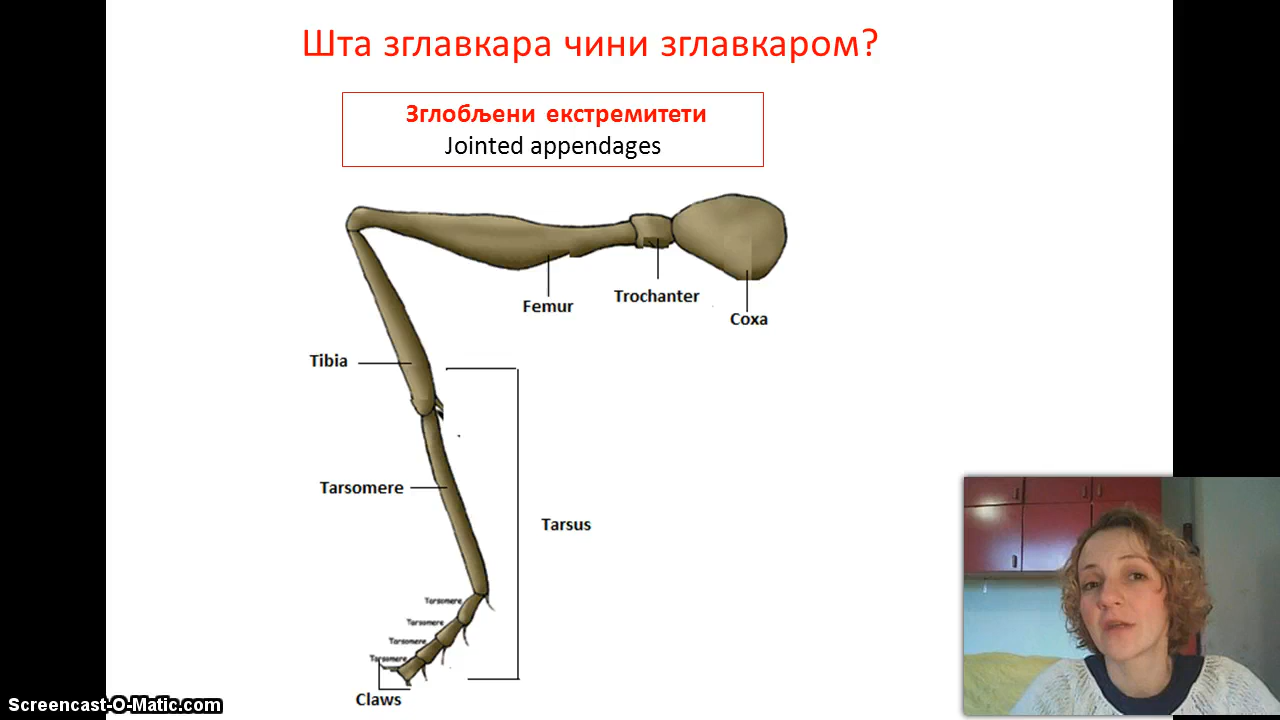 Шта зглавкара чини зглавкаром?
Зглобљени екстремитети
Jointed appendages
Femur
Trochanter
Coxa
Tibia
Tarsomere
Tarsus
Tarsomere
Tarsomere
Tarsomere
Tarsomere
Claws
Screencast-O-Matic.com